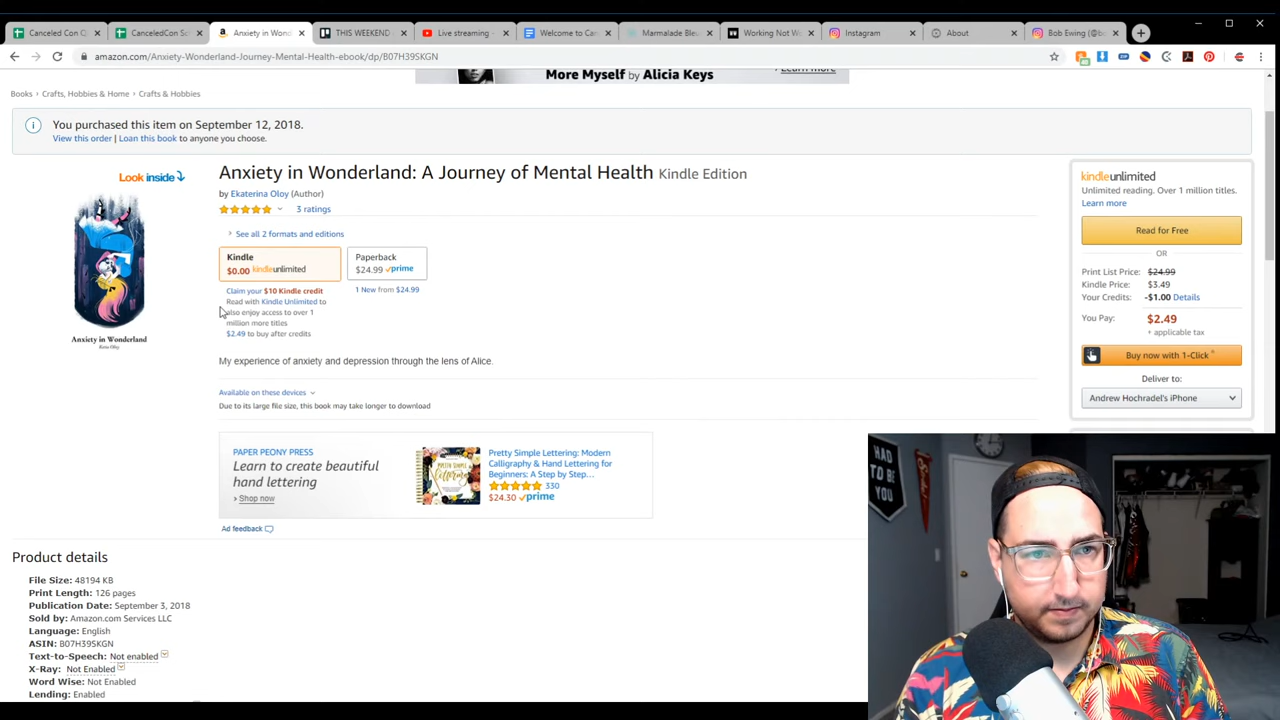 Canceled Con C
CanceledCon Sc
Anxiety in Wond
THIS WEEKEND
Live streaming -
Welcome to Can
Marmalade Ble
Working Not W
Instagram
About
Bob Ewing (@b
amazon.com/Anxiety-Wonderland-Journey-Mental-Health-ebook/dp/B07H39SKGN
More Myself by Alicia Keys
Learn more
Books › Crafts, Hobbies & Home › Crafts & Hobbies
You purchased this item on September 12, 2018.
View this order | Loan this book to anyone you choose.
Look inside
Anxiety in Wonderland: A Journey of Mental Health Kindle Edition
by Ekaterina Oloy (Author)
3 ratings
See all 2 formats and editions
Kindle
$0.00 kindleunlimited
Paperback
$24.99 prime
Claim your $10 Kindle credit
Read with Kindle Unlimited to
also enjoy access to over 1
million more titles
$2.49 to buy after credits
1 New from $24.99
Anxiety in Wonderland
My experience of anxiety and depression through the lens of Alice.
Available on these devices
Due to its large file size, this book may take longer to download
PAPER PEONY PRESS
Learn to create beautiful
hand lettering
Shop now
Pretty Simple Lettering: Modern
Calligraphy & Hand Lettering for
Beginners: A Step by Step...
330
$24.30 prime
Ad feedback
kindleunlimited
Unlimited reading. Over 1 million titles.
Learn more
Read for Free
OR
Print List Price: $24.99
Kindle Price: $3.49
Your Credits: -$1.00 Details
You Pay: $2.49
+ applicable tax
Buy now with 1-Click
Deliver to:
Andrew Hochradel's iPhone
Product details
File Size: 48194 KB
Print Length: 126 pages
Publication Date: September 3, 2018
Sold by: Amazon.com Services LLC
Language: English
ASIN: B07H39SKGN
Text-to-Speech: Not enabled
X-Ray: Not Enabled
Word Wise: Not Enabled
Lending: Enabled
HAD
TO BE
YOU